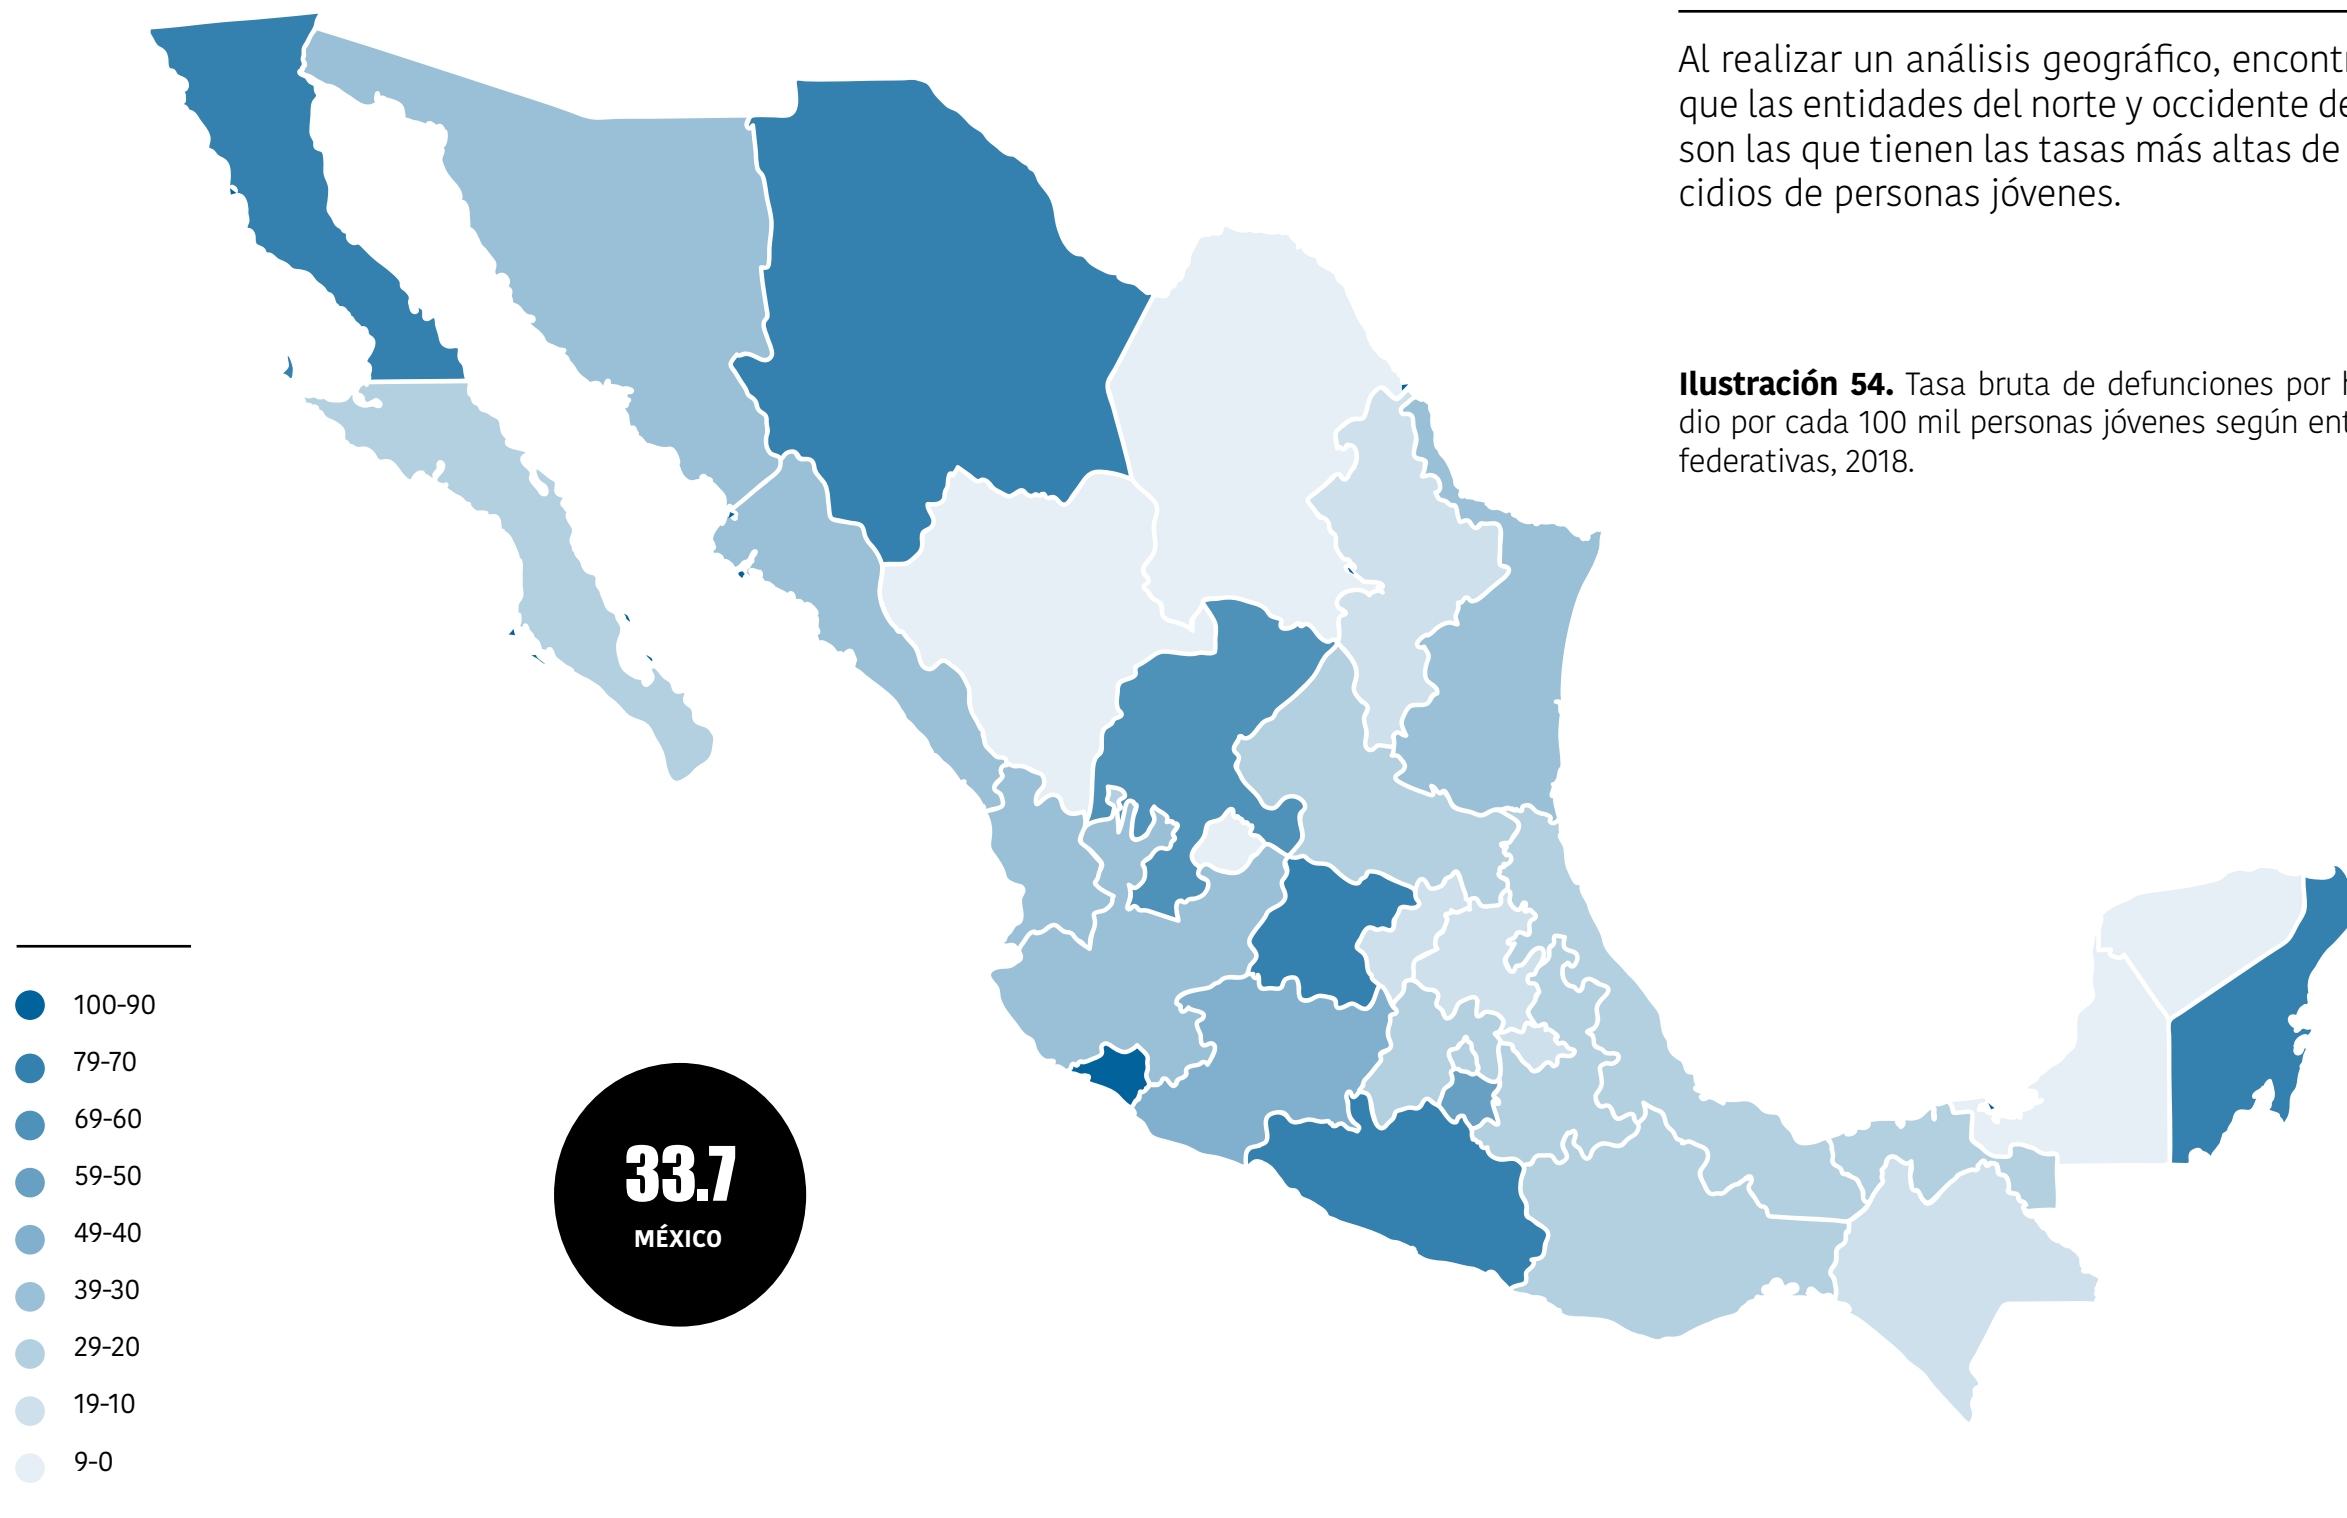 Al realizar un análisis geográfico,
que las entidades del norte y occidente
son las que tienen las tasas más altas de
cidios de personas jóvenes.
Ilustración 54. Tasa bruta de defunciones por
dio por cada 100 mil personas jóvenes según
federativas, 2018.
100-90
79-70
69-60
59-50
49-40
39-30
29-20
19-10
9-0
33.7
MÉXICO